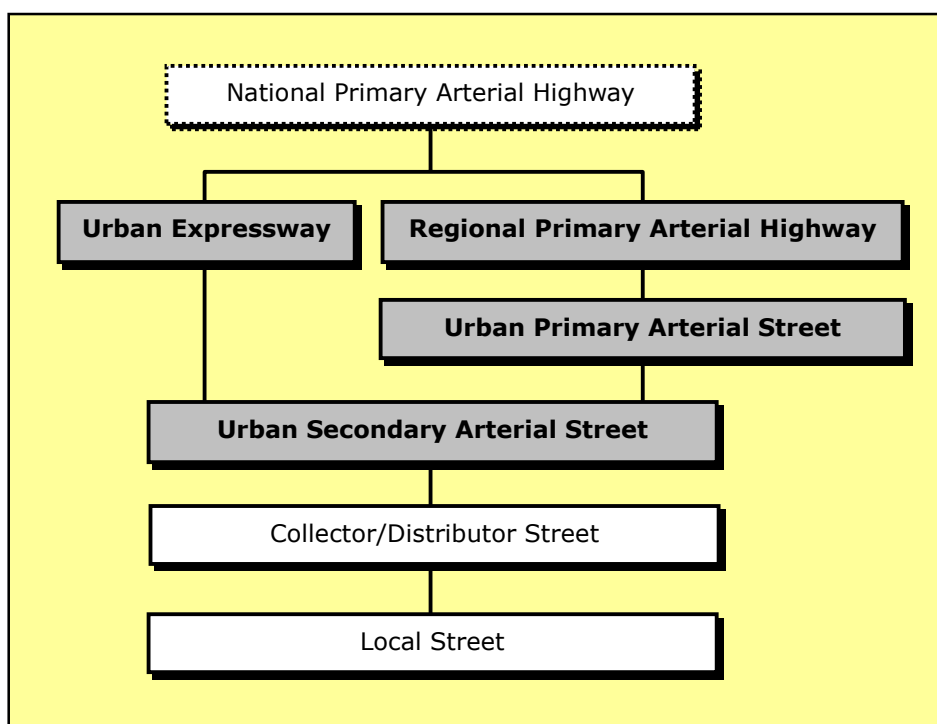 National Primary Arterial Highway
Urban Expressway
Regional Primary Arterial Highway
Urban Primary Arterial Street
Urban Secondary Arterial Street
Collector/Distributor Street
Local Street